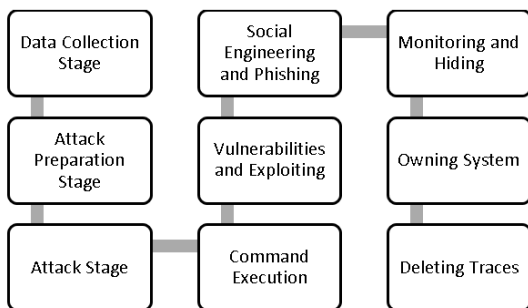 Data Collection
Stage
Attack
Preparation
Stage
Attack Stage
Command
Execution
Vulnerabilities
and Exploiting
Social
Engineering
and Phishing
Monitoring and
Hiding
Owning System
Deleting Traces